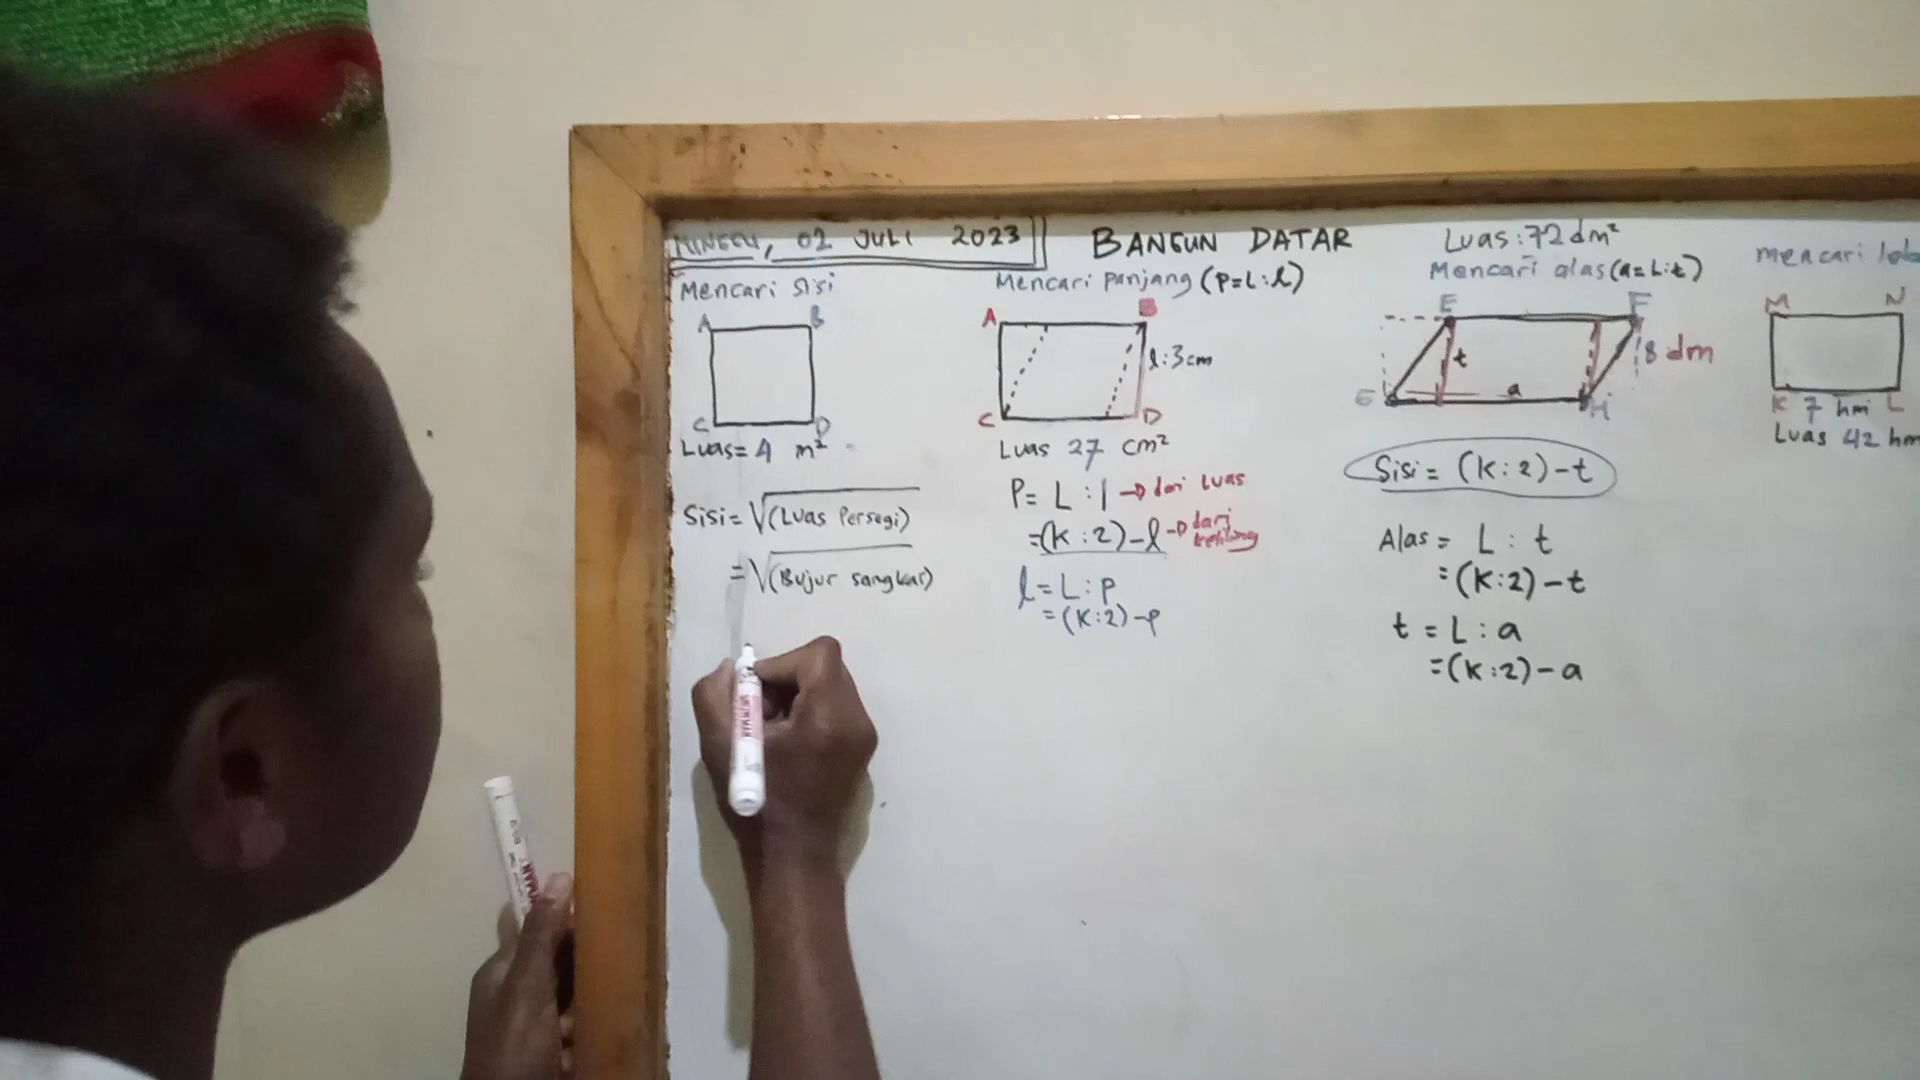 MINGGU, 02 JULI 2023
BANGUN DATAR
Mencari sisi
A B
C D
Luas = 4 m²
Sisi = √(Luas Persegi)
= √(Bujur sangkar)
Mencari panjang (P=L:l)
A B
l:3 cm
C D
Luas 27 cm²
P= L : l → dari luas
=(K:2)-l → dari keliling
l = L:p
= (K:2)-p
Luas:72 dm²
Mencari alas (a=L:t)
E F
t 8 dm
a
G H
Sisi = (K:2)-t
Alas = L : t
= (K:2)-t
t = L : a
= (K:2)-a
mencari
M N
K 7 hm L
Luas 42 hm